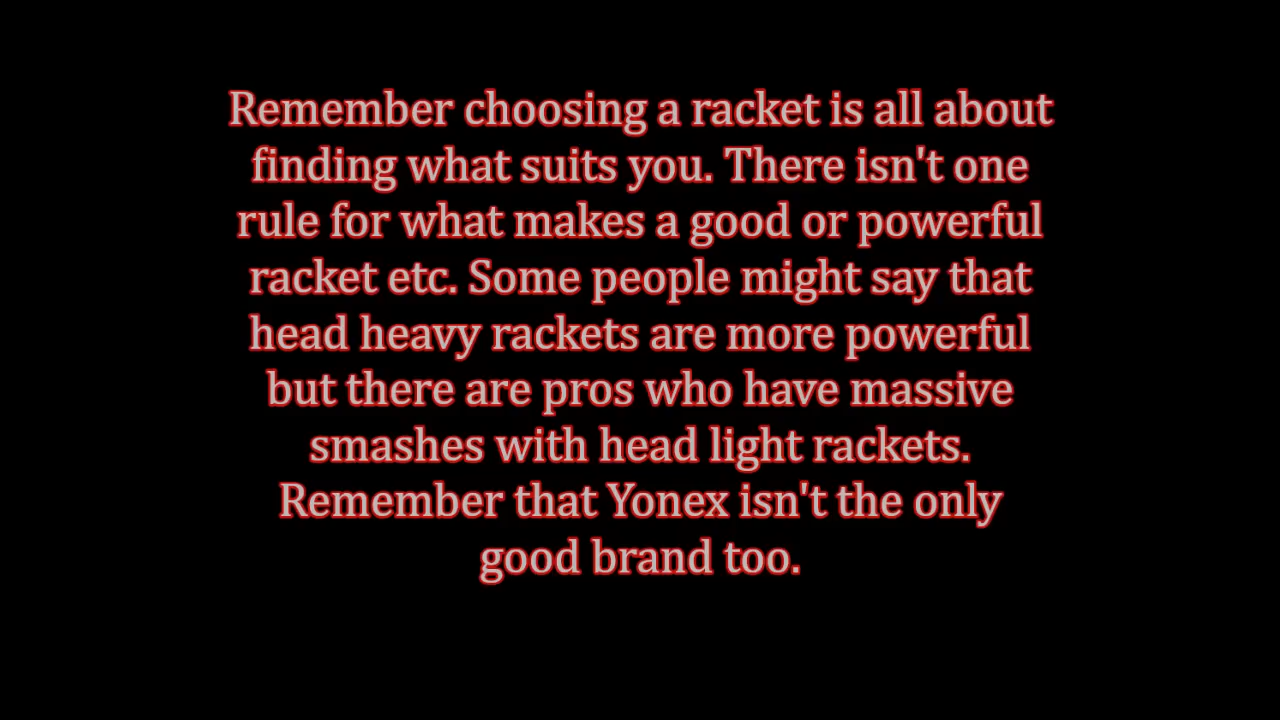 Remember choosing a racket is all about
finding what suits you. There isn't one
rule for what makes a good or powerful
racket etc. Some people might say that
head heavy rackets are more powerful
but there are pros who have massive
smashes with head light rackets.
Remember that Yonex isn't the only
good brand too.